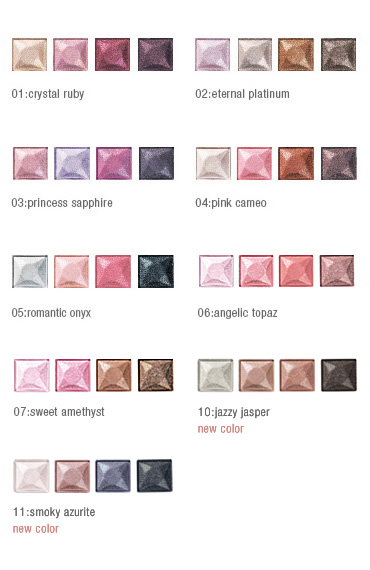 01:crystal ruby
02:eternal platinum
03:princess sapphire
04:pink cameo
05:romantic onyx
06:angelic topaz
07:sweet amethyst
10:jazzy jasper
new color
11:smoky azurite
new color